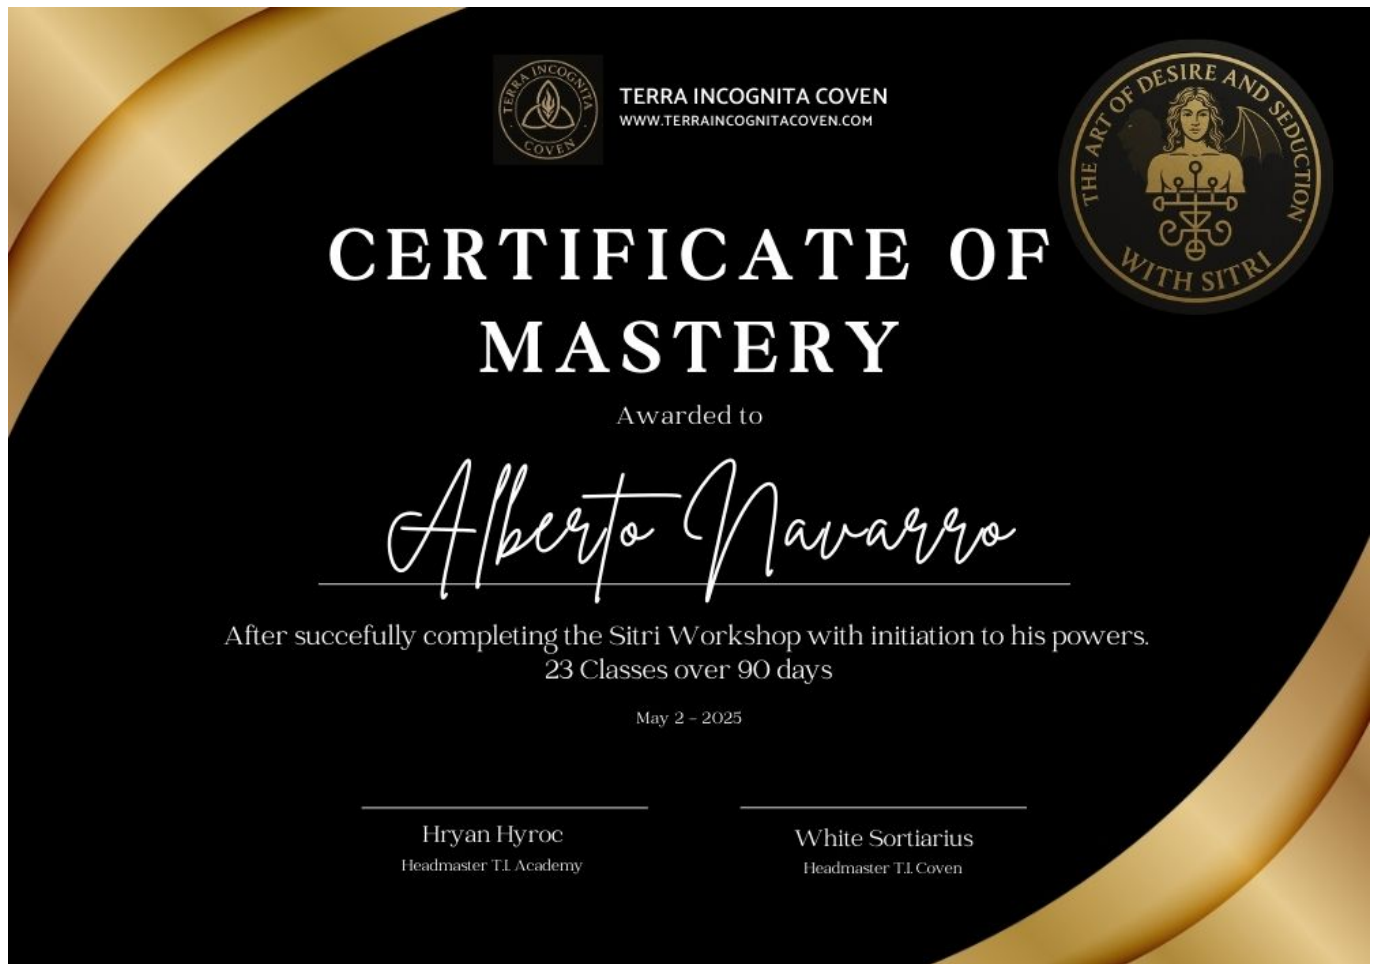 TERRA INCOGNITA
COVEN
TERRA INCOGNITA COVEN
WWW.TERRAINCOGNITACOVEN.COM
THE ART OF DESIRE AND SEDUCTION
WITH SITRI
CERTIFICATE OF
MASTERY
Awarded to
Alberto Navarro
After succefully completing the Sitri Workshop with initiation to his powers.
23 Classes over 90 days
May 2 - 2025
Hryan Hyroc
Headmaster T.I. Academy
White Sortiarius
Headmaster T.I. Coven